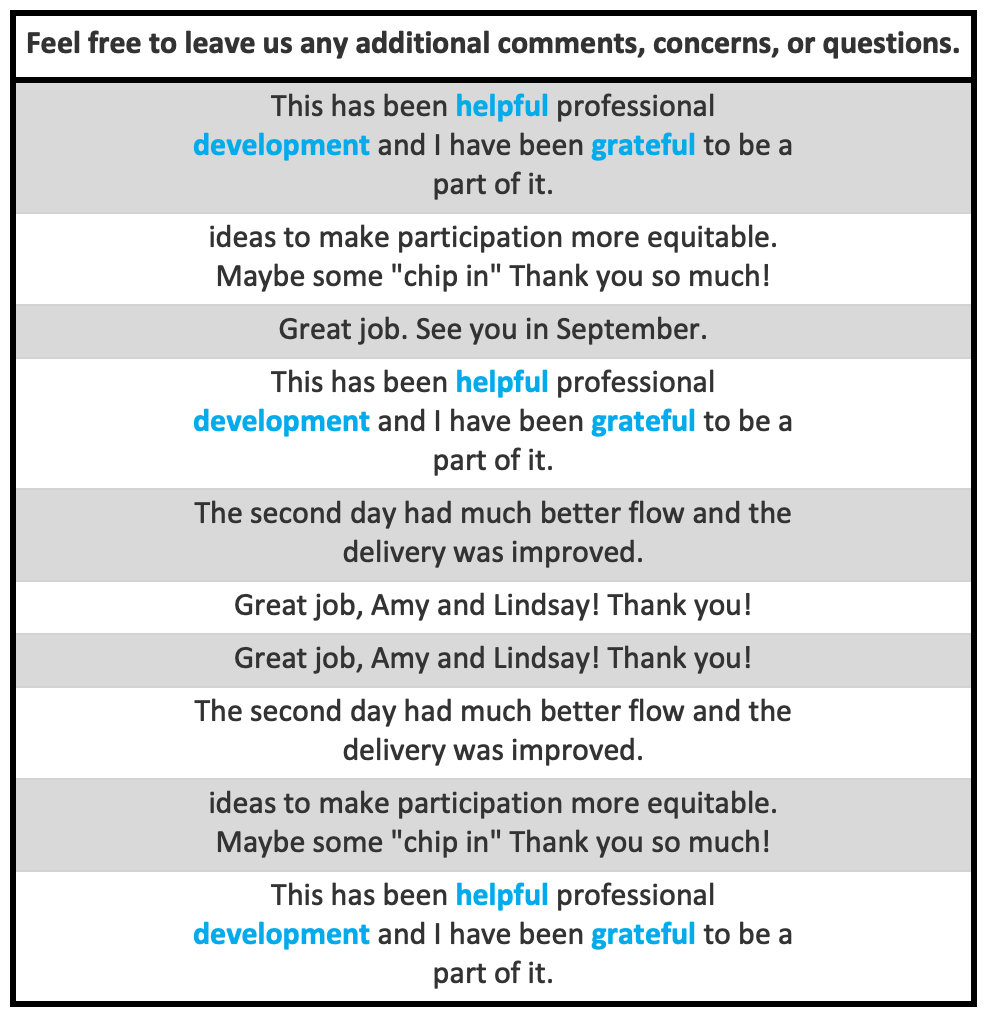 Feel free to leave us any additional comments, concerns, or questions.
This has been helpful professional
development and I have been grateful to be a
part of it.
ideas to make participation more equitable.
Maybe some "chip in" Thank you so much!
Great job. See you in September.
This has been helpful professional
development and I have been grateful to be a
part of it.
The second day had much better flow and the
delivery was improved.
Great job, Amy and Lindsay! Thank you!
Great job, Amy and Lindsay! Thank you!
The second day had much better flow and the
delivery was improved.
ideas to make participation more equitable.
Maybe some "chip in" Thank you so much!
This has been helpful professional
development and I have been grateful to be a
part of it.